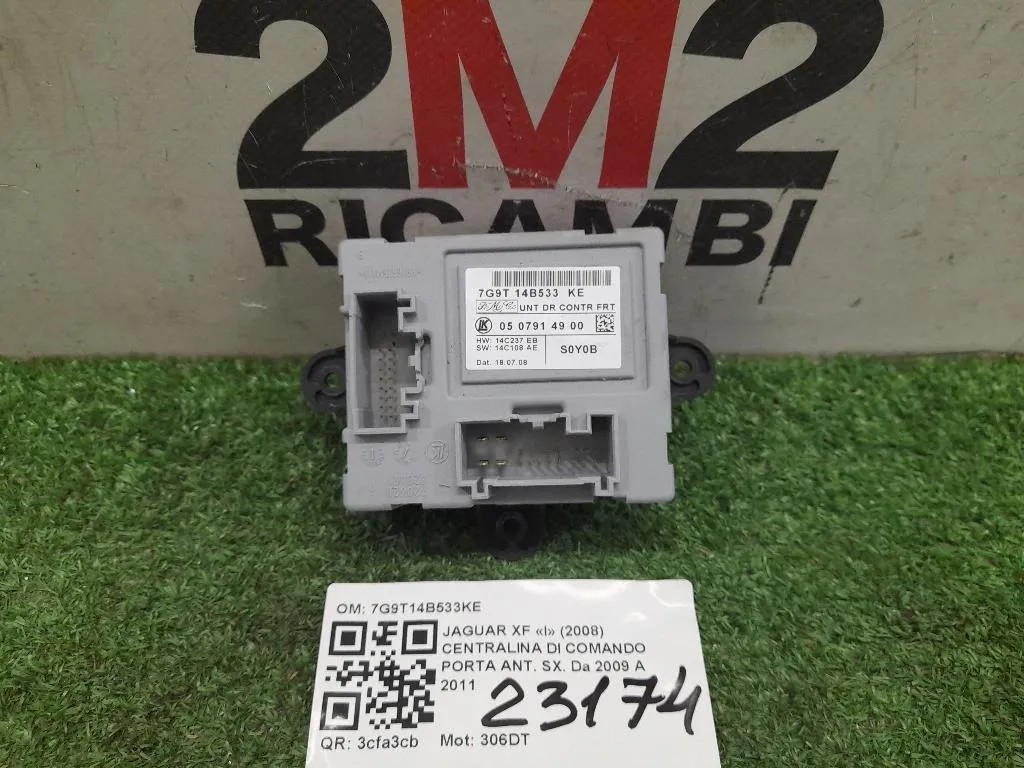 2M2
RICAMBI
7G9T 14B533 KE
UNT DR CONTR FRT
05 0791 49 00
HW: 14C237 EB
SW: 14C108 AE
S0Y0B
Dat. 18.07.08
OM: 7G9T14B533KE
JAGUAR XF «I» (2008)
CENTRALINA DI COMANDO
PORTA ANT. SX. Da 2009 A
2011
23174
QR: 3cfa3cb Mot: 306DT